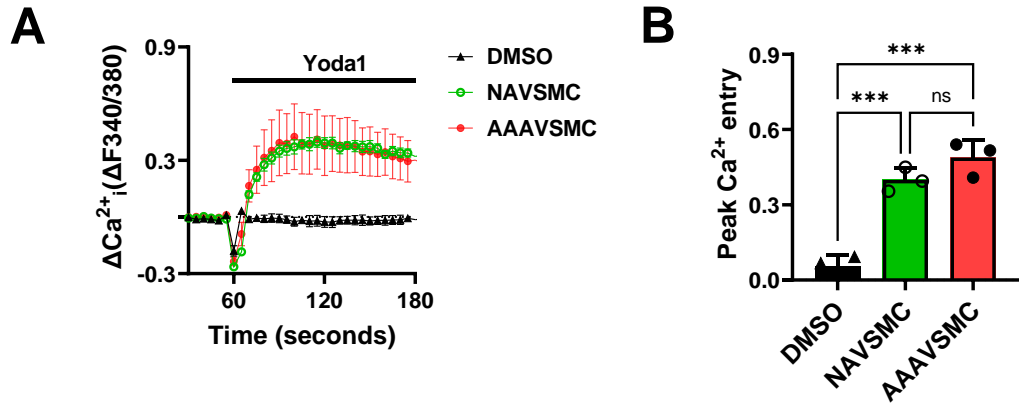 A
ΔCa²⁺ᵢ(ΔF340/380)
0.9
0.3
-0.3
Yoda1
60
120
180
Time (seconds)
DMSO
NAVSMC
AAAVSMC
B
Peak Ca²⁺ entry
0.9
0.6
0.3
0.0
***
***
ns
DMSO
NAVSMC
AAAVSMC